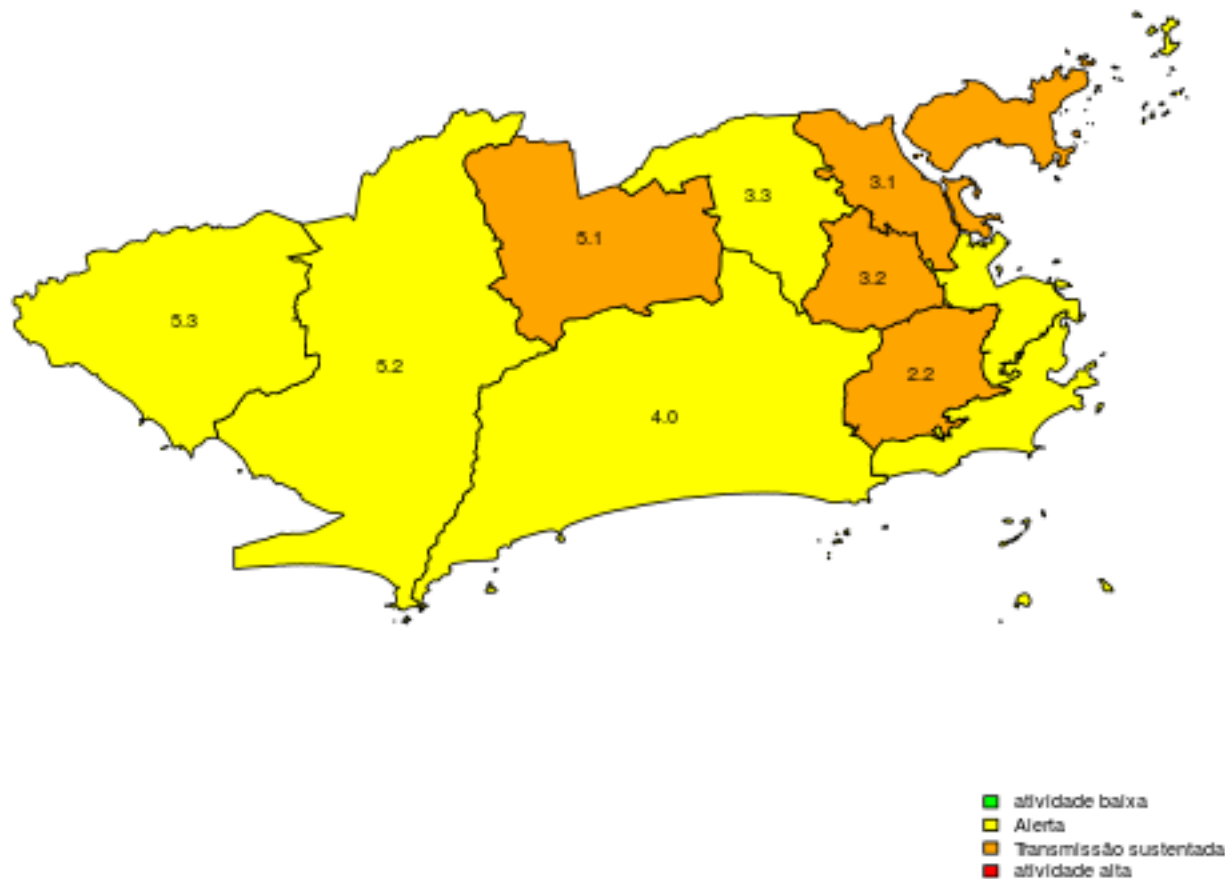 3.1
3.3
5.1
3.2
5.3
5.2
2.2
4.0
atividade baixa
Alerta
Transmissão sustentada
atividade alta